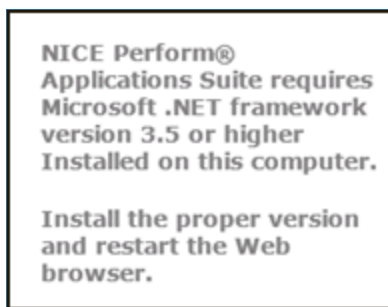 NICE Perform®
Applications Suite requires
Microsoft .NET framework
version 3.5 or higher
Installed on this computer.
Install the proper version
and restart the Web
browser.